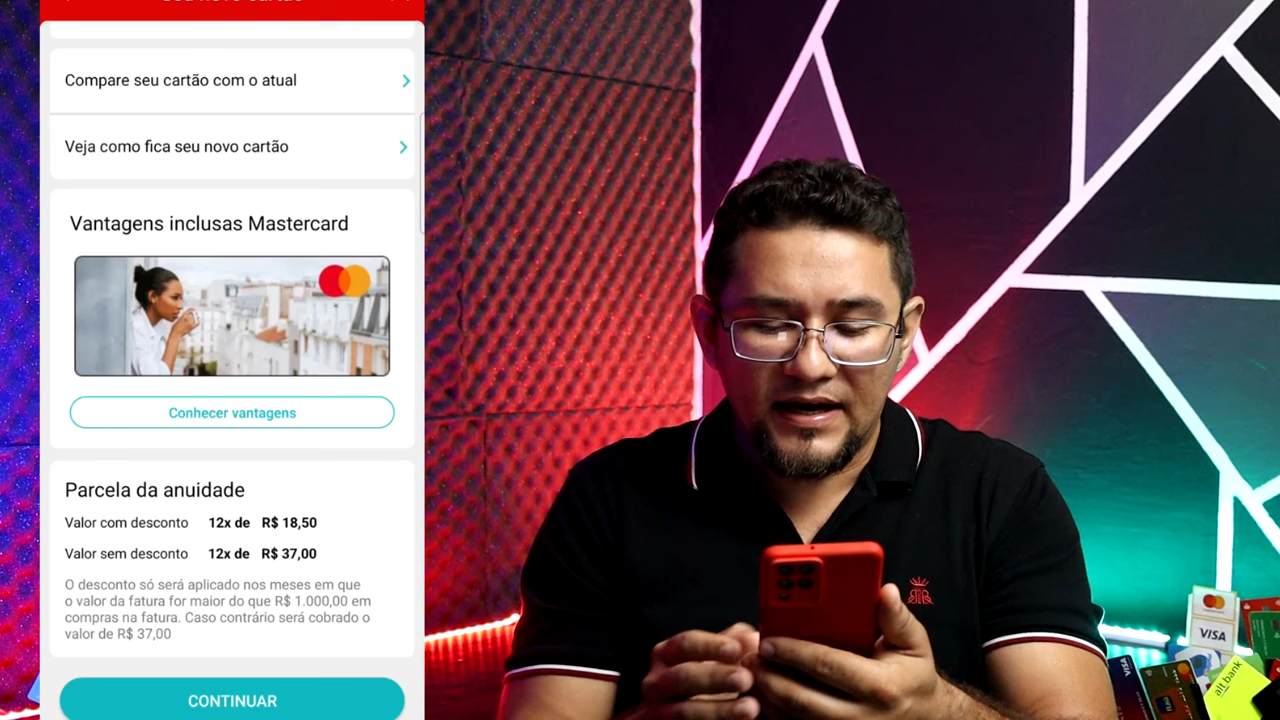 Compare seu cartão com o atual
Veja como fica seu novo cartão
Vantagens inclusas Mastercard
Conhecer vantagens
Parcela da anuidade
Valor com desconto 12x de R$ 18,50
Valor sem desconto 12x de R$ 37,00
O desconto só será aplicado nos meses em que
o valor da fatura for maior do que R$ 1.000,00 em
compras na fatura. Caso contrário será cobrado o
valor de R$ 37,00
CONTINUAR
VISA
VISA
alt.bank